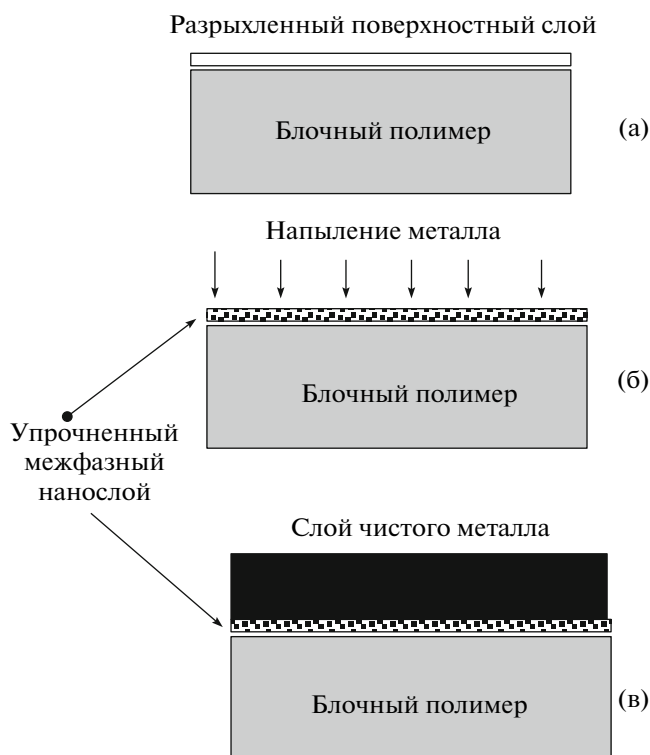 Разрыхленный поверхностный слой
Блочный полимер
(а)
Напыление металла
Блочный полимер
(б)
Упрочненный
межфазный
нанослой
Слой чистого металла
Блочный полимер
(в)